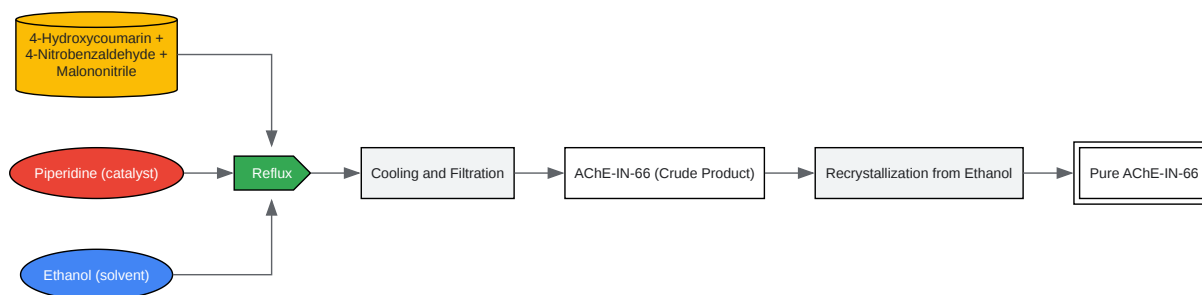 4-Hydroxycoumarin +
4-Nitrobenzaldehyde +
Malononitrile
Piperidine (catalyst)
Ethanol (solvent)
Reflux
Cooling and Filtration
AChE-IN-66 (Crude Product)
Recrystallization from Ethanol
Pure AChE-IN-66